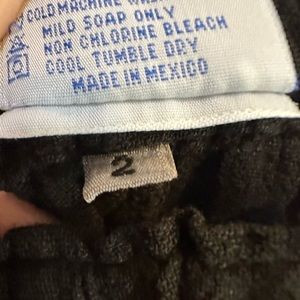 COLD MACHINE
MILD SOAP ONLY
NON CHLORINE BLEACH
COOL TUMBLE DRY
MADE IN MEXICO
2